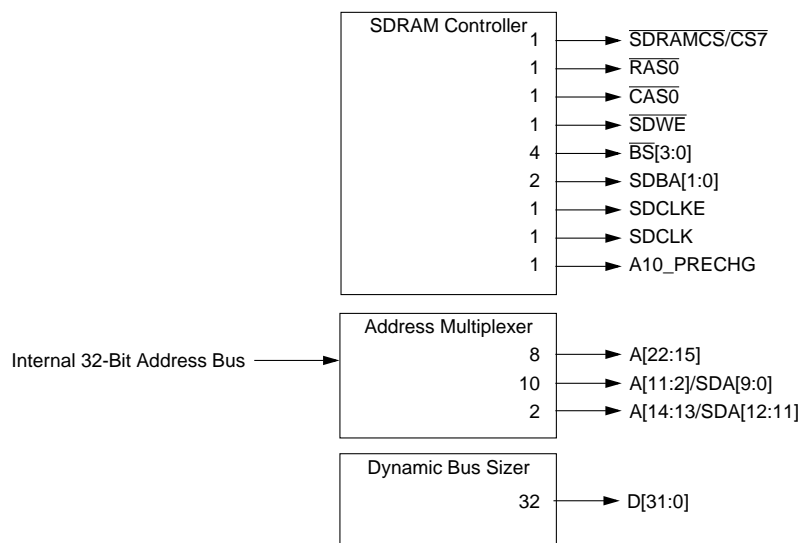 SDRAM Controller
1 SDRAMCS/CS7
1 RAS0
1 CAS0
1 SDWE
4 BS[3:0]
2 SDBA[1:0]
1 SDCLKE
1 SDCLK
1 A10_PRECHG
Address Multiplexer
Internal 32-Bit Address Bus
8 A[22:15]
10 A[11:2]/SDA[9:0]
2 A[14:13/SDA[12:11]
Dynamic Bus Sizer
32 D[31:0]